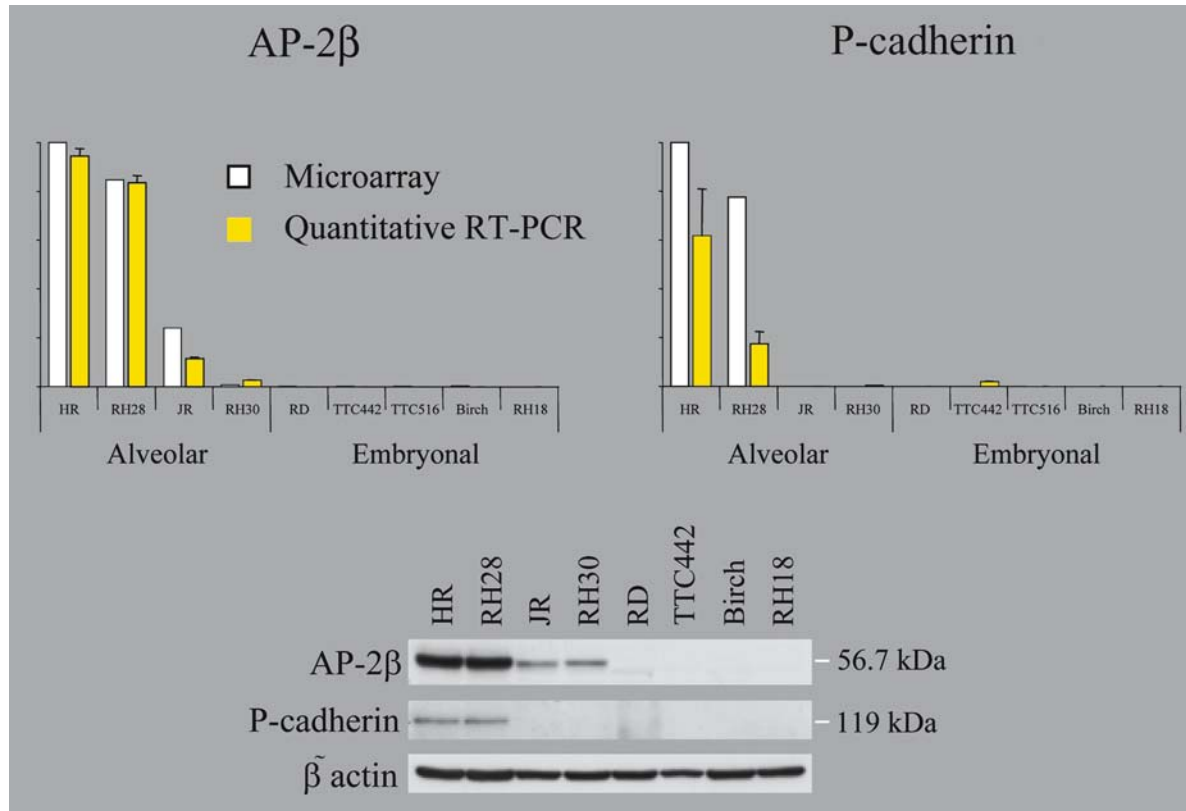 AP-2β
P-cadherin
Microarray
Quantitative RT-PCR
HR RH28 JR RH30 RD TTC442 TTC516 Birch RH18
Alveolar Embryonal
HR RH28 JR RH30 RD TTC442 TTC516 Birch RH18
Alveolar Embryonal
HR RH28 JR RH30 RD TTC442 Birch RH18
AP-2β 56.7 kDa
P-cadherin 119 kDa
β̃ actin